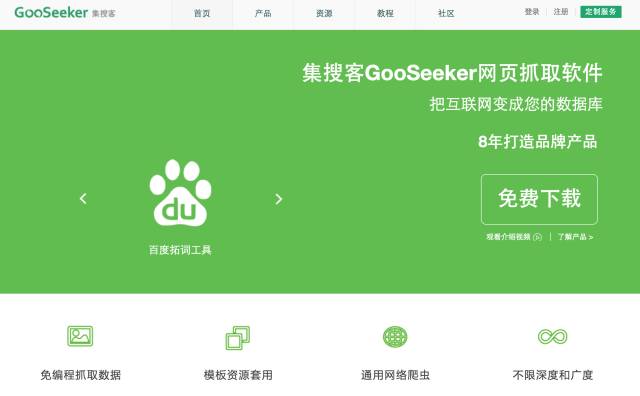 GooSeeker 集搜客
首页 产品 资源 教程 社区 登录 注册 定制服务
集搜客GooSeeker网页抓取软件
把互联网变成您的数据库
8年打造品牌产品
免费下载
观看介绍视频 | 了解产品 >
du
百度拓词工具
免编程抓取数据 模板资源套用 通用网络爬虫 不限深度和广度